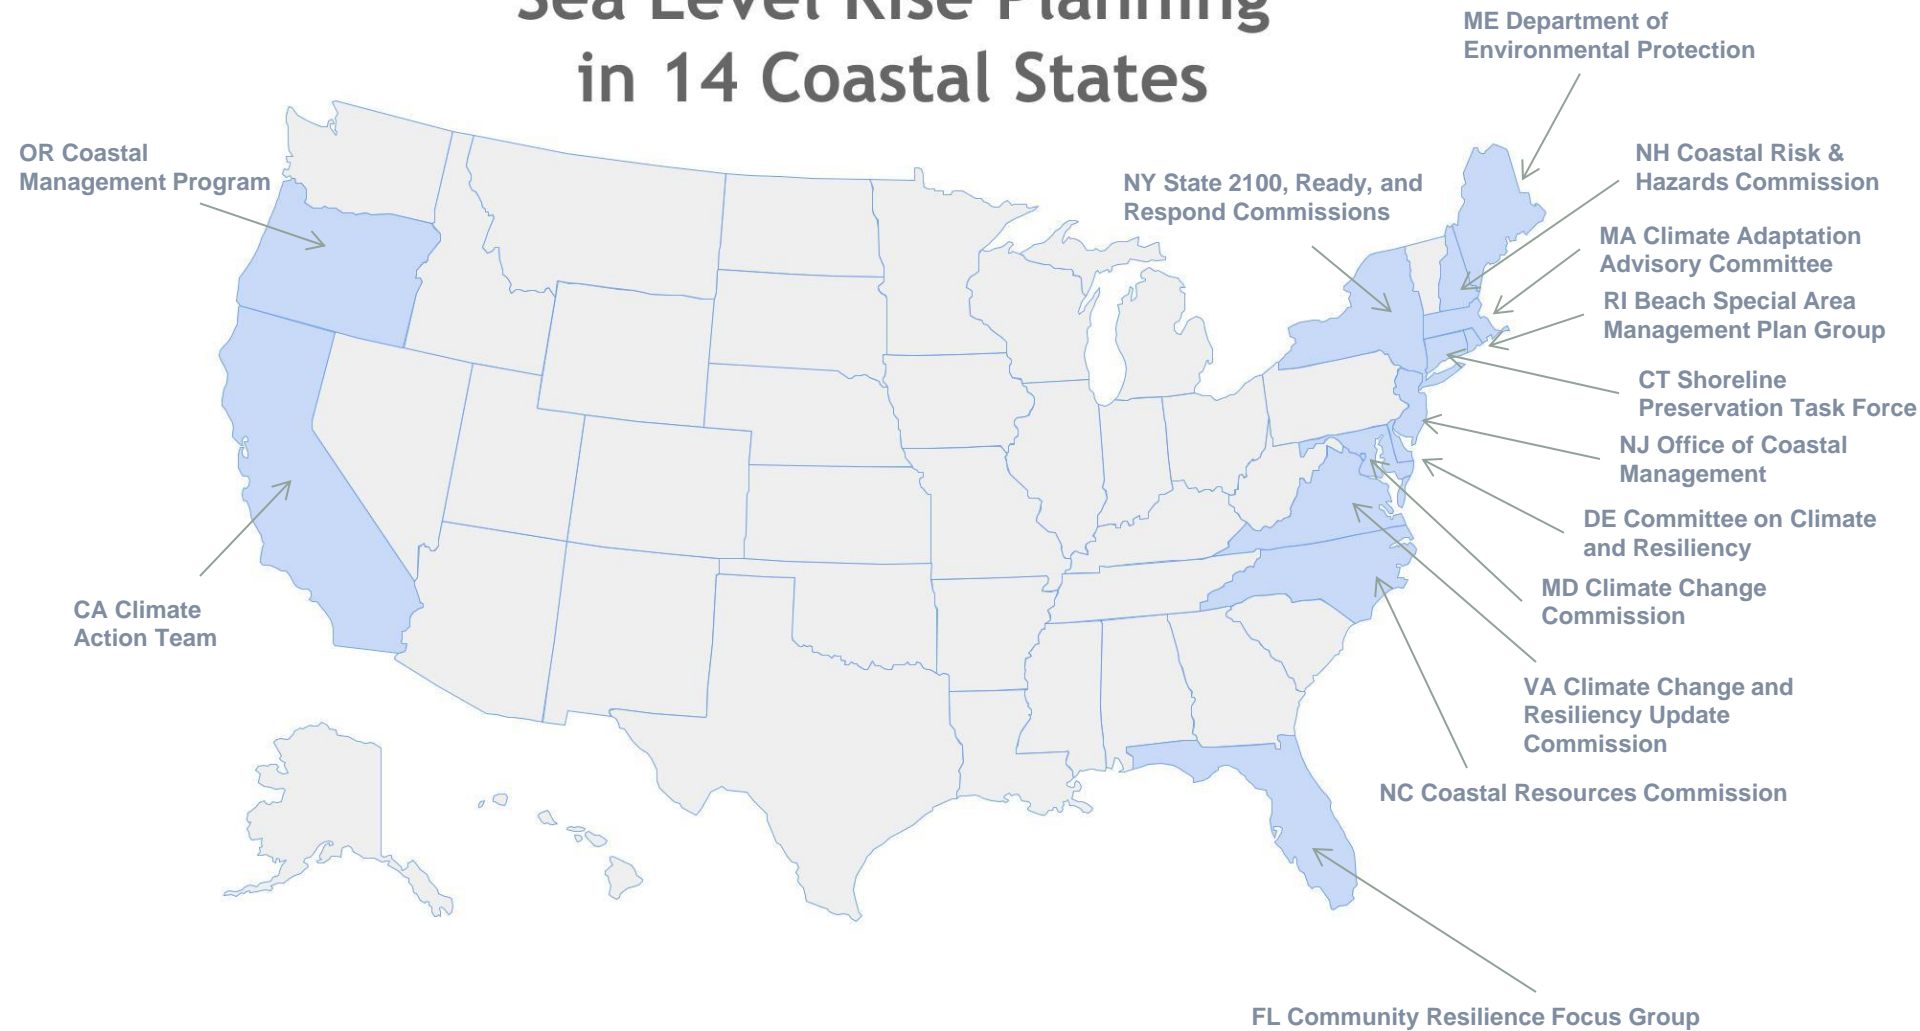 Sea Level Rise Planning
in 14 Coastal States
ME Department of
Environmental Protection
OR Coastal
Management Program
NY State 2100, Ready, and
Respond Commissions
NH Coastal Risk &
Hazards Commission
MA Climate Adaptation
Advisory Committee
RI Beach Special Area
Management Plan Group
CT Shoreline
Preservation Task Force
NJ Office of Coastal
Management
DE Committee on Climate
and Resiliency
MD Climate Change
Commission
CA Climate
Action Team
VA Climate Change and
Resiliency Update
Commission
NC Coastal Resources Commission
FL Community Resilience Focus Group